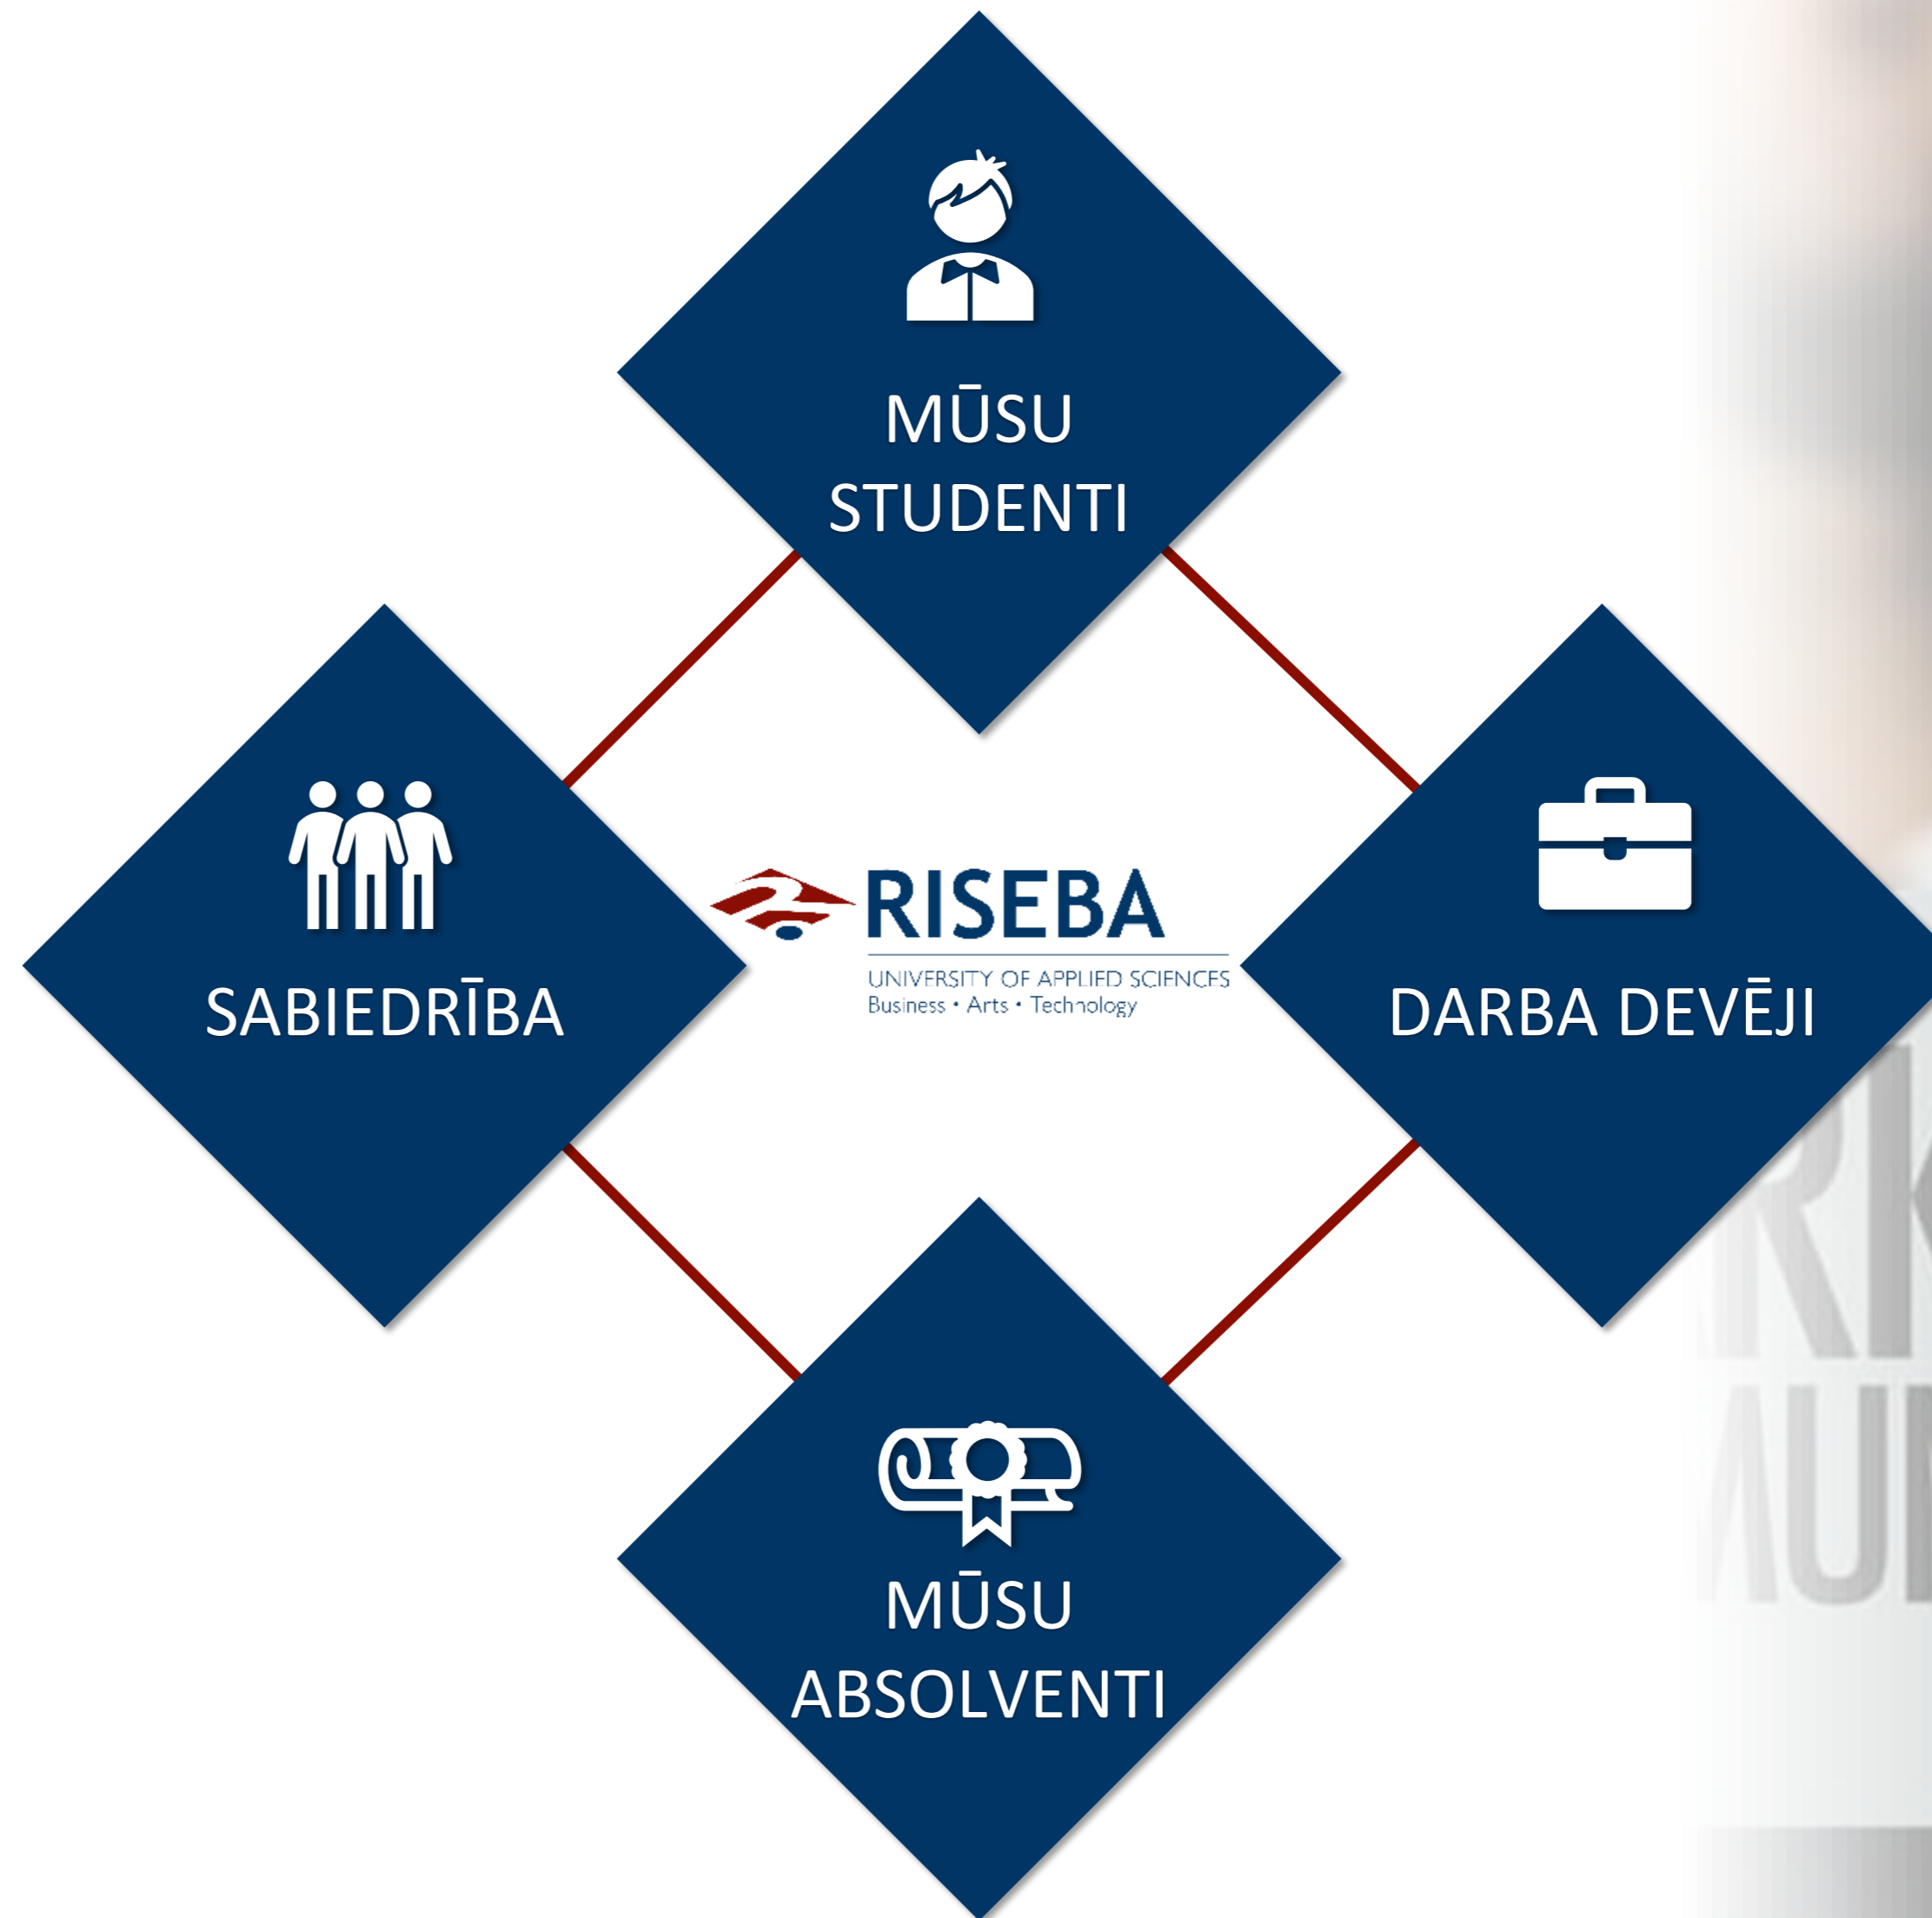 MŪSU
STUDENTI
SABIEDRĪBA
RISEBA
UNIVERSITY OF APPLIED SCIENCES
Business • Arts • Technology
DARBA DEVĒJI
MŪSU
ABSOLVENTI